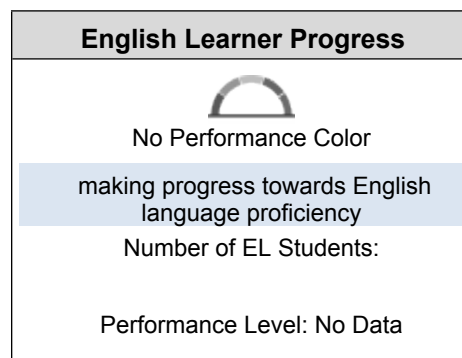 English Learner Progress
No Performance Color
making progress towards English
language proficiency
Number of EL Students:
Performance Level: No Data